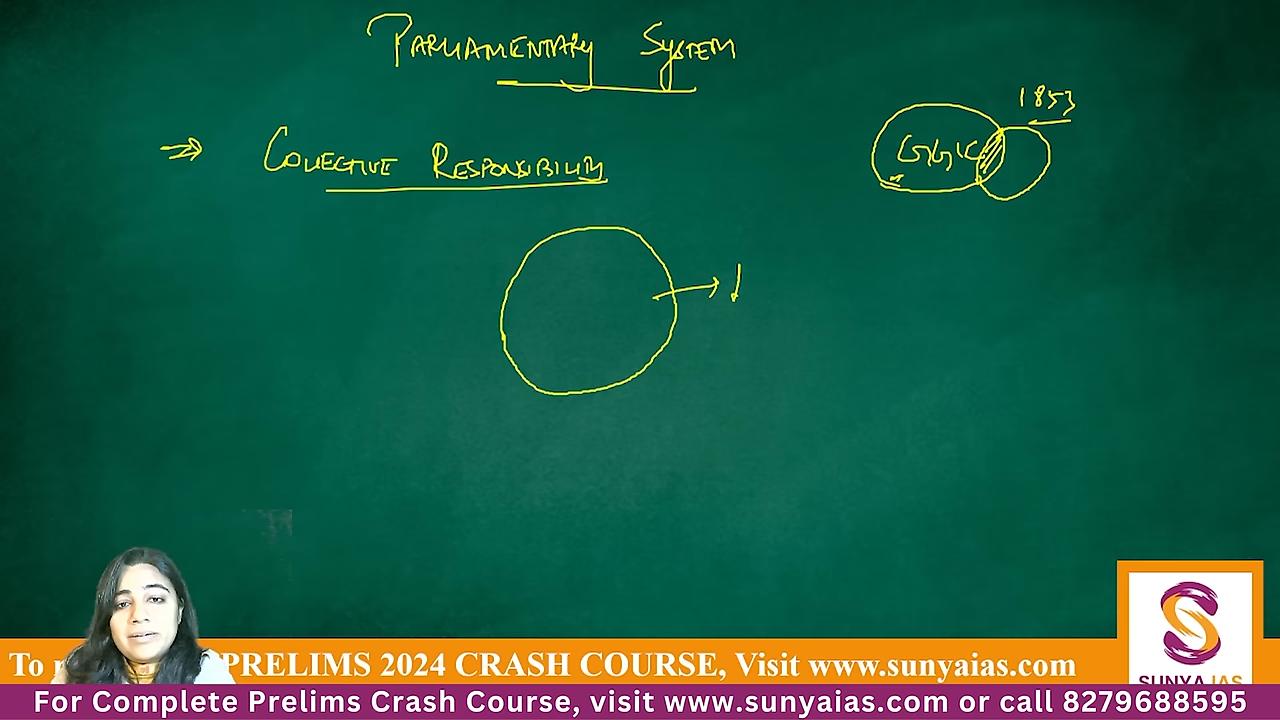 PARLIAMENTARY SYSTEM
1853
⇒ COLLECTIVE RESPONSIBILITY
To PRELIMS 2024 CRASH COURSE, Visit www.sunyaias.com
SUNYA IAS
For Complete Prelims Crash Course, visit www.sunyaias.com or call 8279688595